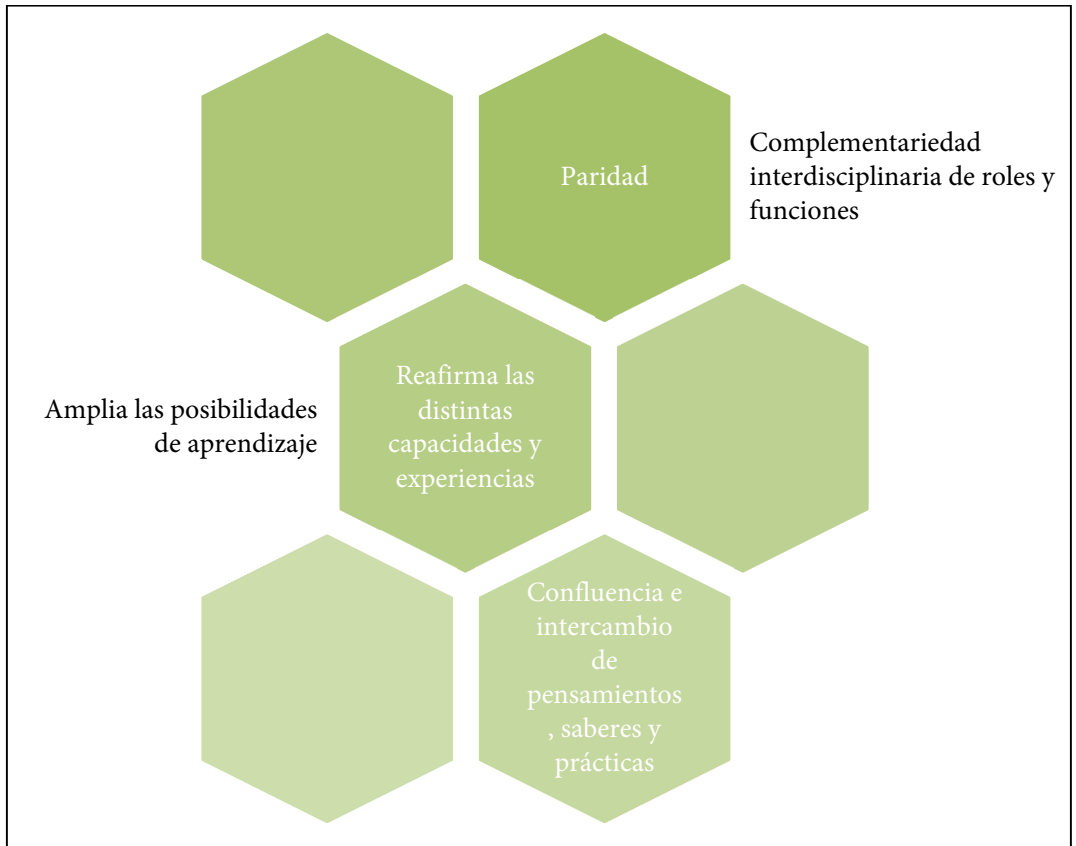 Paridad
Complementariedad
interdisciplinaria de roles y
funciones
Reafirma las
distintas
capacidades y
experiencias
Amplia las posibilidades
de aprendizaje
Confluencia e
intercambio
de
pensamientos
, saberes y
prácticas